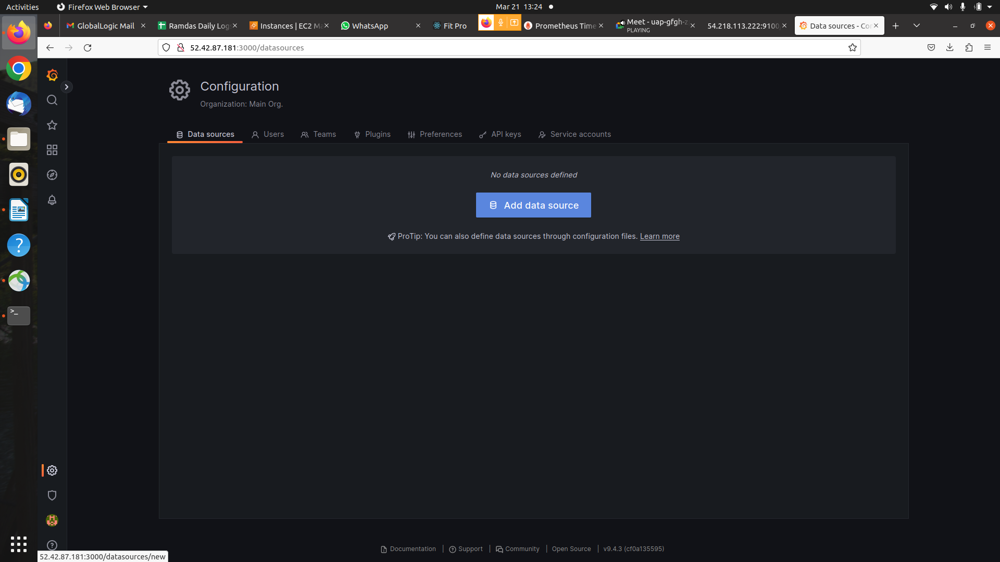 Activities
Firefox Web Browser
Mar 21 13:24
GlobalLogic Mail
Ramdas Daily Log
Instances | EC2 Ma
WhatsApp
Fit Pro
Prometheus Time
Meet - uap-gfgh-z
PLAYING
54.218.113.222:9100
Data sources - Con
52.42.87.181:3000/datasources
Configuration
Organization: Main Org.
Data sources
Users
Teams
Plugins
Preferences
API keys
Service accounts
No data sources defined
Add data source
ProTip: You can also define data sources through configuration files. Learn more
Documentation
Support
Community
Open Source
v9.4.3 (cf0a135595)
52.42.87.181:3000/datasources/new